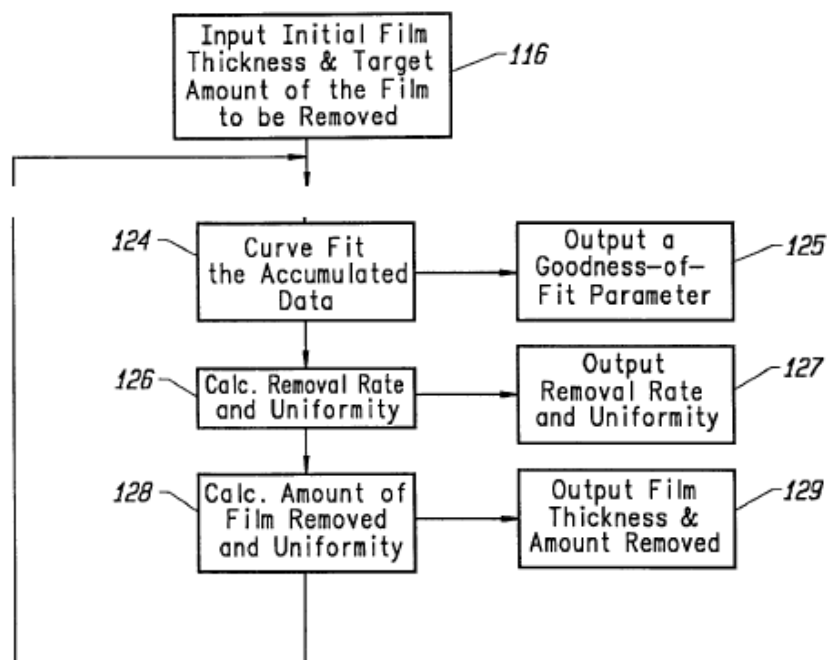 Input Initial Film
Thickness & Target
Amount of the Film
to be Removed
116
124
Curve Fit
the Accumulated
Data
Output a
Goodness-of-
Fit Parameter
125
126
Calc. Removal Rate
and Uniformity
Output
Removal Rate
and Uniformity
127
128
Calc. Amount of
Film Removed
and Uniformity
Output Film
Thickness &
Amount Removed
129